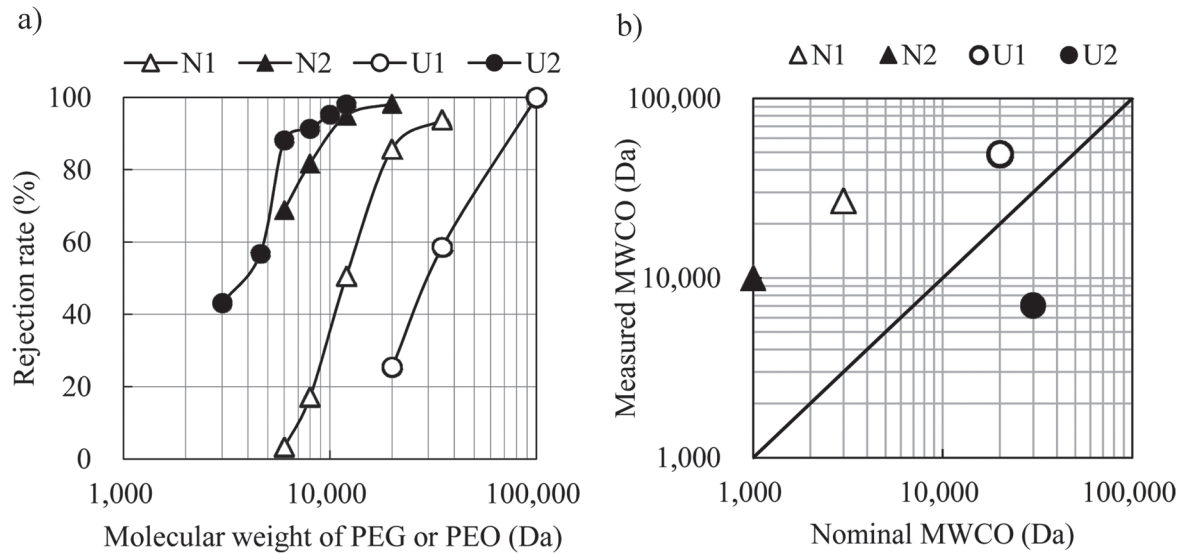 a)
N1 N2 U1 U2
100
80
60
40
20
0
1,000 10,000 100,000
Rejection rate (%)
Molecular weight of PEG or PEO (Da)
b)
N1 N2 U1 U2
100,000
10,000
1,000
1,000 10,000 100,000
Measured MWCO (Da)
Nominal MWCO (Da)